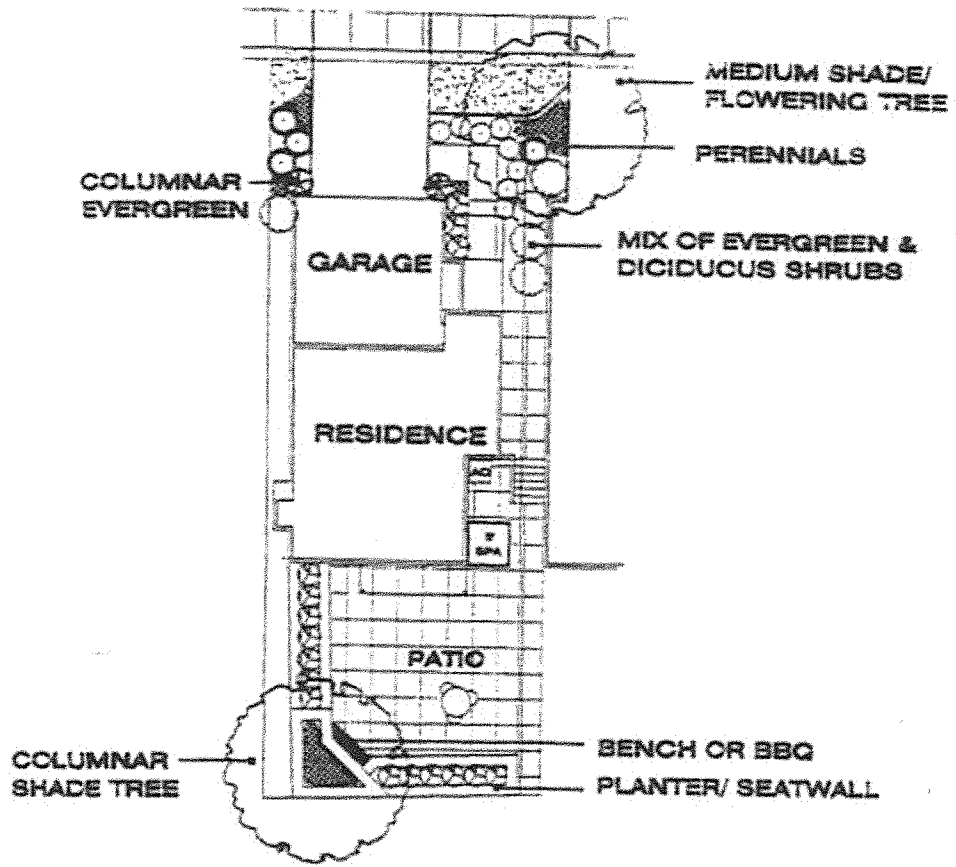 MEDIUM SHADE/
FLOWERING TREE
PERENNIALS
COLUMNAR
EVERGREEN
MIX OF EVERGREEN &
DICIDUCUS SHRUBS
GARAGE
RESIDENCE
AC
SPA
PATIO
COLUMNAR
SHADE TREE
BENCH OR BBQ
PLANTER/ SEATWALL